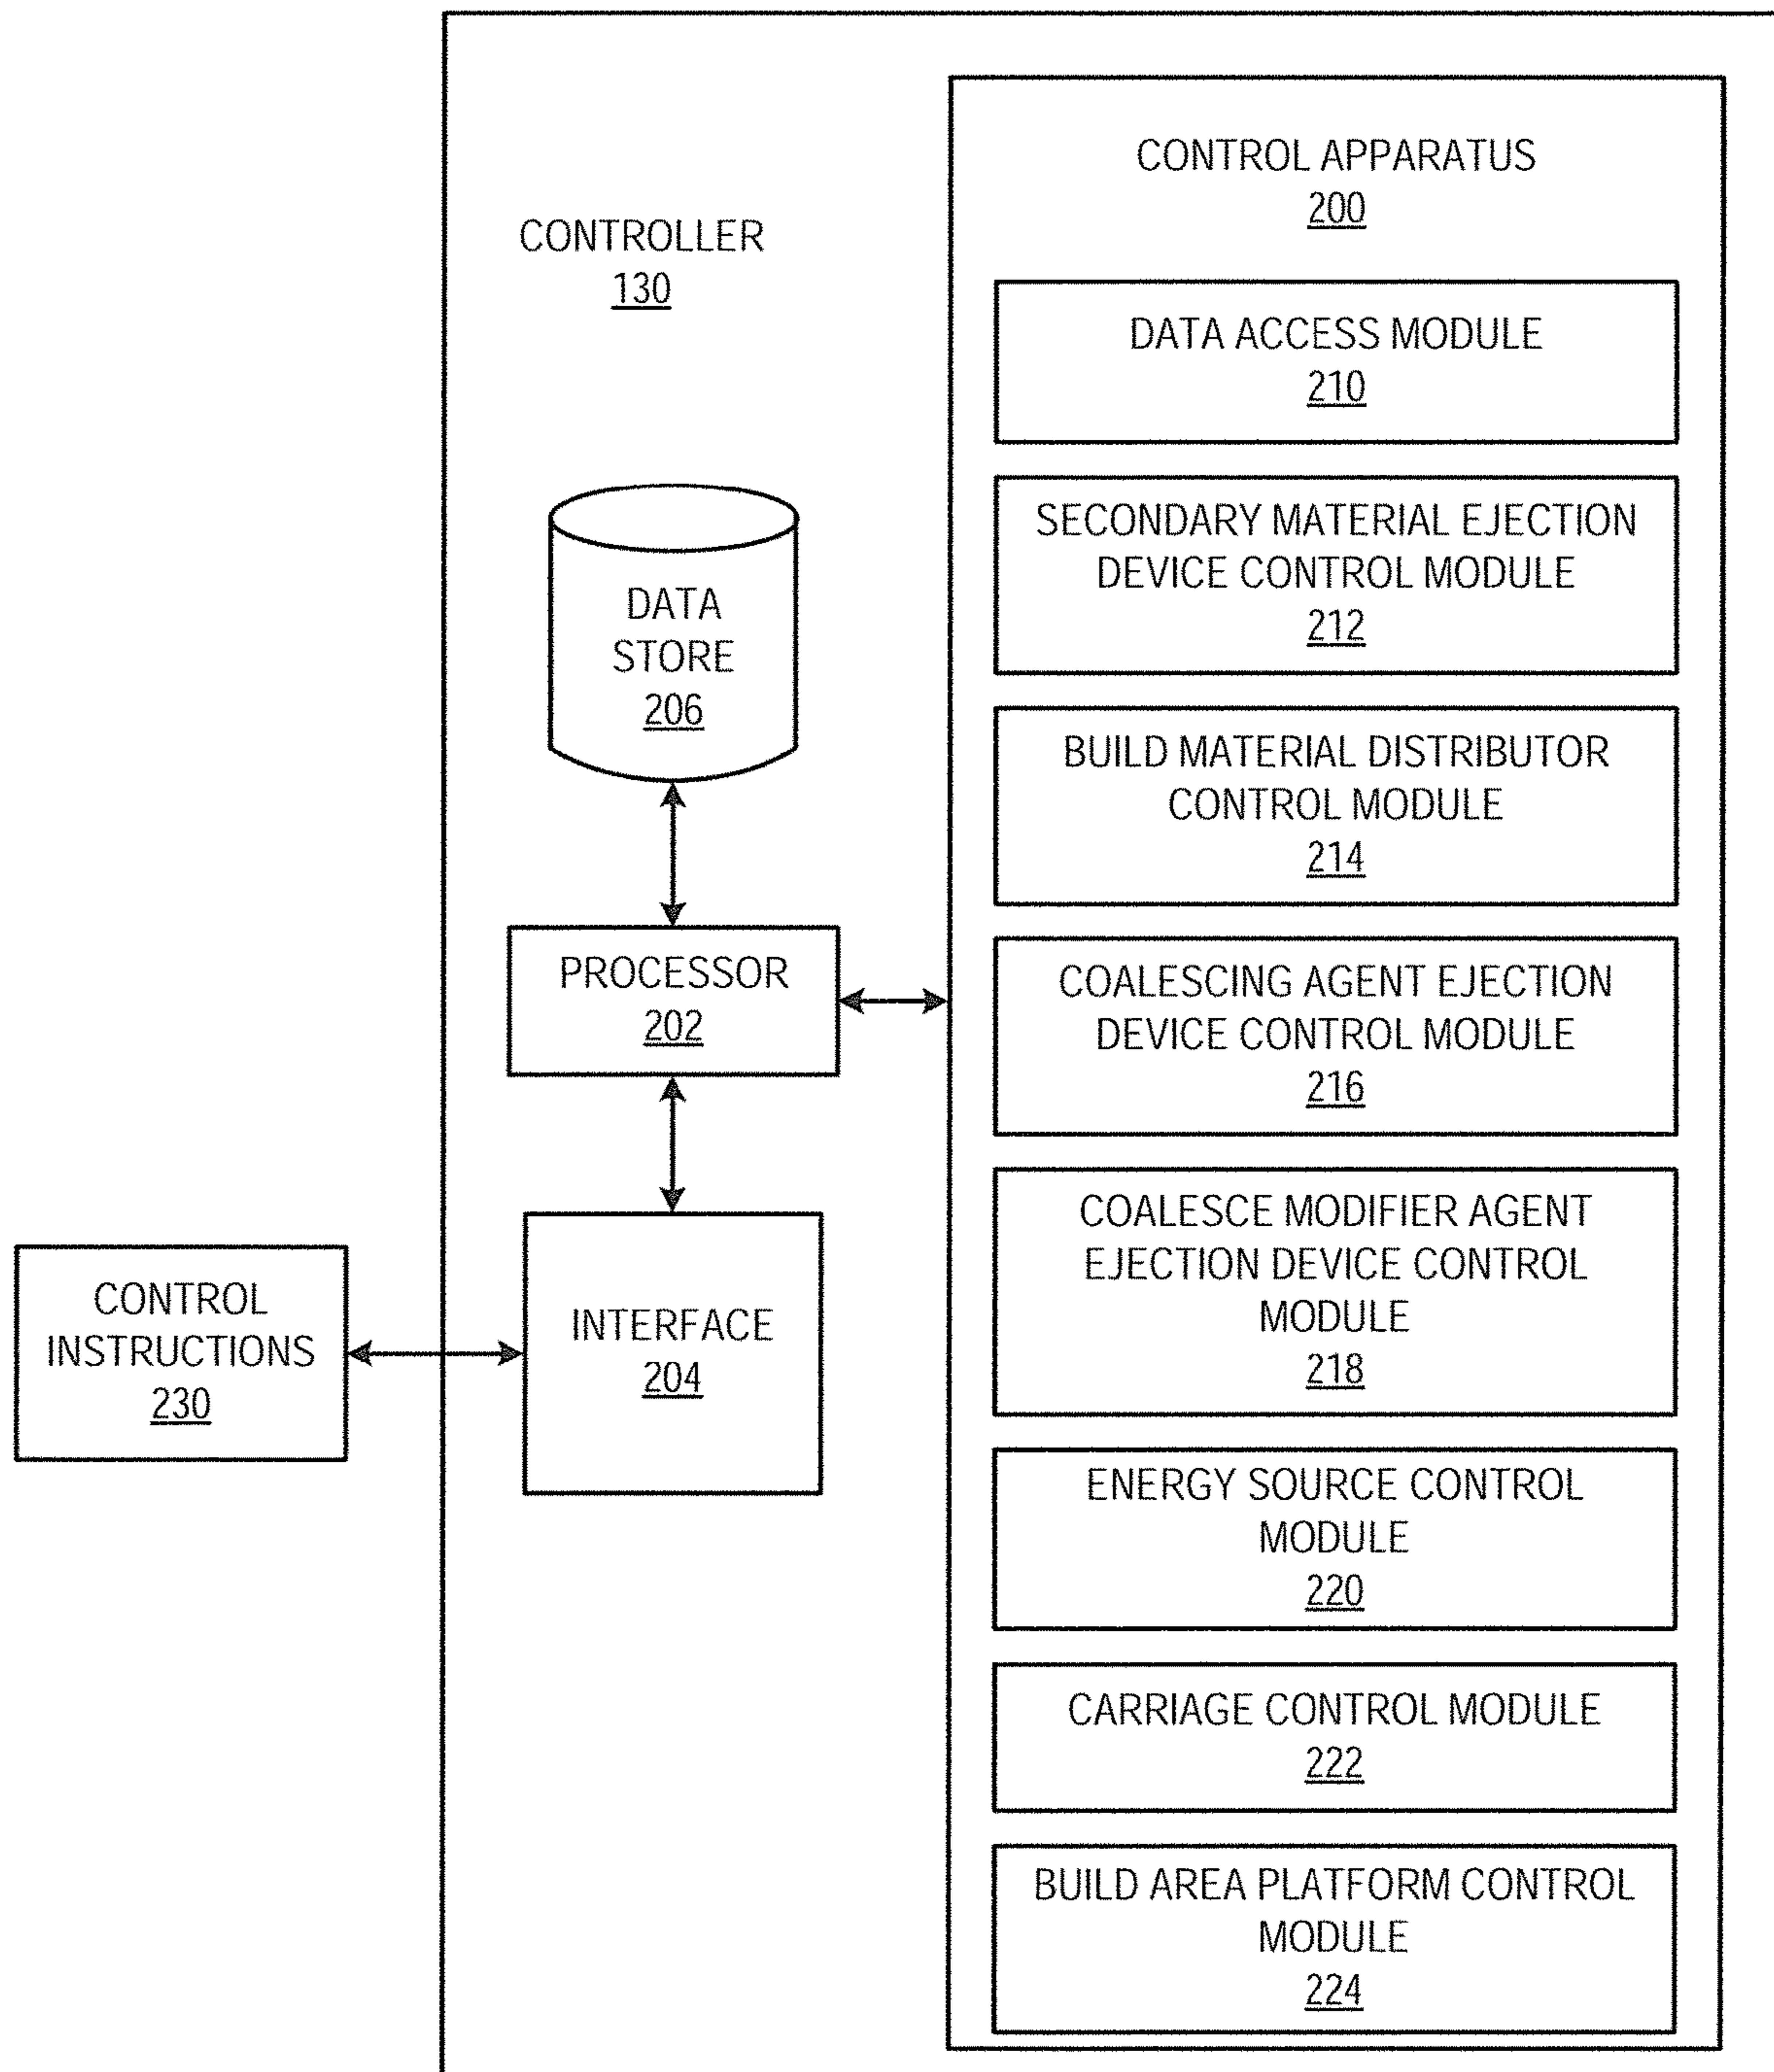 CONTROLLER
130
DATA
STORE
206
PROCESSOR
202
INTERFACE
204
CONTROL
INSTRUCTIONS
230
CONTROL APPARATUS
200
DATA ACCESS MODULE
210
SECONDARY MATERIAL EJECTION
DEVICE CONTROL MODULE
212
BUILD MATERIAL DISTRIBUTOR
CONTROL MODULE
214
COALESCING AGENT EJECTION
DEVICE CONTROL MODULE
216
COALESCE MODIFIER AGENT
EJECTION DEVICE CONTROL
MODULE
218
ENERGY SOURCE CONTROL
MODULE
220
CARRIAGE CONTROL MODULE
222
BUILD AREA PLATFORM CONTROL
MODULE
224